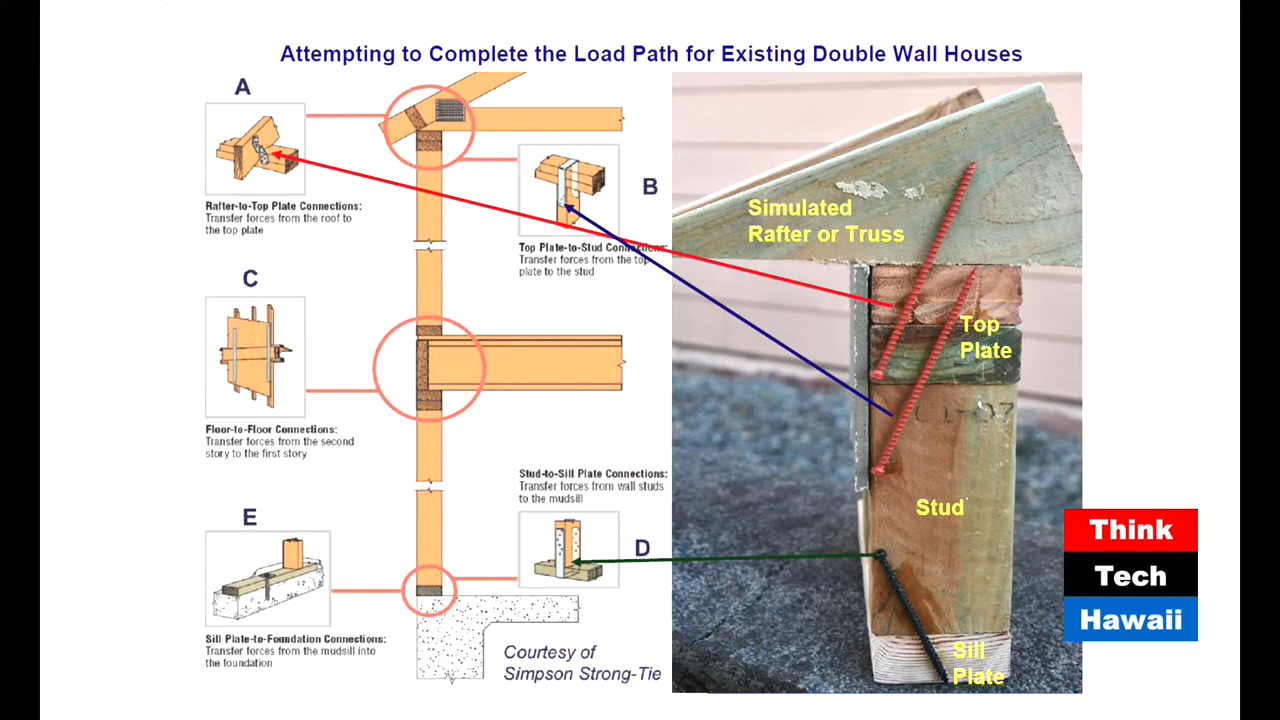 Attempting to Complete the Load Path for Existing Double Wall Houses
A
Rafter-to-Top Plate Connections:
Transfer forces from the roof to
the top plate
B
Top Plate-to-Stud Connections:
Transfer forces from the top
plate to the stud
C
Floor-to-Floor Connections:
Transfer forces from the second
story to the first story
Stud-to-Sill Plate Connections:
Transfer forces from wall studs
to the mudsill
D
E
Sill Plate-to-Foundation Connections:
Transfer forces from the mudsill into
the foundation
Courtesy of
Simpson Strong-Tie
Simulated
Rafter or Truss
Top
Plate
Stud
Sill
Plate
Think
Tech
Hawaii